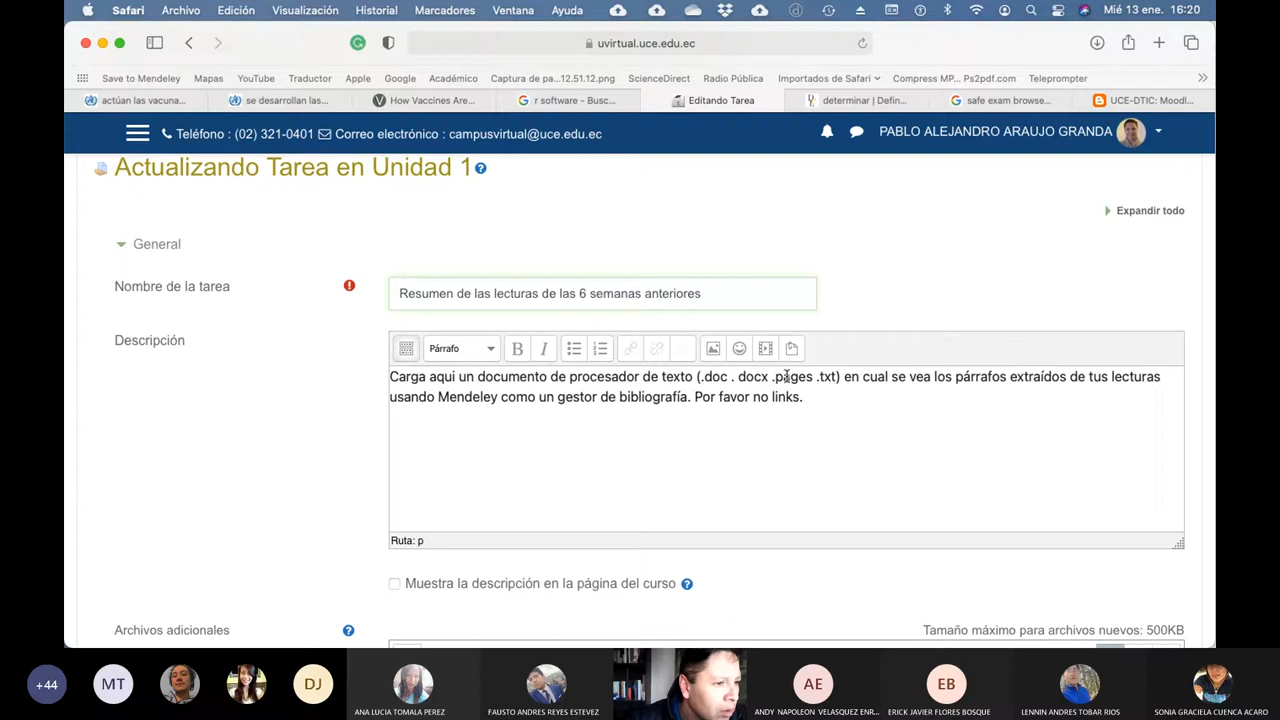 Safari Archivo Edición Visualización Historial Marcadores Ventana Ayuda Mié 13 ene. 16:20
uvirtual.uce.edu.ec
Save to Mendeley Mapas YouTube Traductor Apple Google Académico Captura de pa...12.51.12.png ScienceDirect Radio Pública Importados de Safari Compress MP... Ps2pdf.com Teleprompter
actúan las vacuna... se desarrollan las... How Vaccines Are... r software - Busc... Editando Tarea determinar | Defin... safe exam browse... UCE-DTIC: Moodl...
Teléfono : (02) 321-0401 Correo electrónico : campusvirtual@uce.edu.ec PABLO ALEJANDRO ARAUJO GRANDA
Actualizando Tarea en Unidad 1
Expandir todo
General
Nombre de la tarea Resumen de las lecturas de las 6 semanas anteriores
Descripción Párrafo B I
Carga aqui un documento de procesador de texto (.doc . docx .pages .txt) en cual se vea los párrafos extraídos de tus lecturas
usando Mendeley como un gestor de bibliografía. Por favor no links.
Ruta: p
Muestra la descripción en la página del curso
Archivos adicionales Tamaño máximo para archivos nuevos: 500KB
+44 MT DJ AE EB
ANA LUCIA TOMALA PEREZ FAUSTO ANDRES REYES ESTEVEZ ANDY NAPOLEON VELASQUEZ ENR... ERICK JAVIER FLORES BOSQUE LENNIN ANDRES TOBAR RIOS SONIA GRACIELA CUENCA ACARO